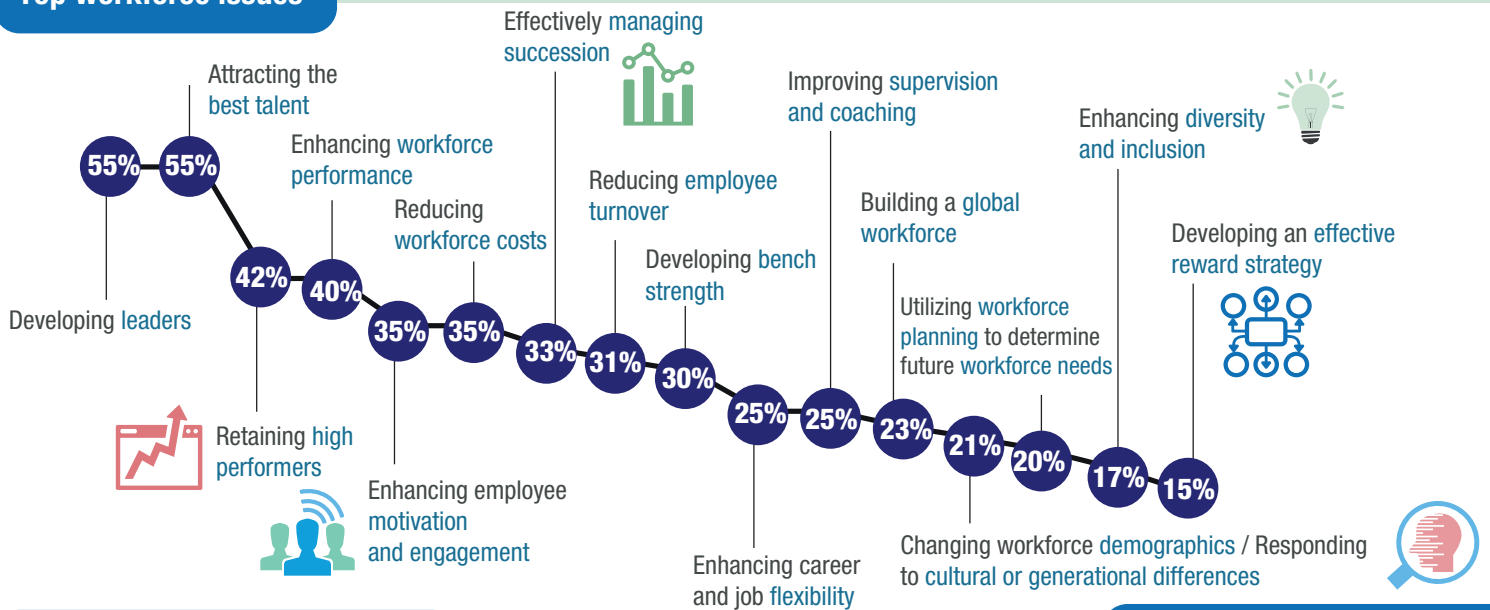 Top workforce issues
Effectively managing
succession
Attracting the
best talent
Improving supervision
and coaching
Enhancing diversity
and inclusion
Enhancing workforce
performance
Reducing employee
turnover
Reducing
workforce costs
Building a global
workforce
Developing an effective
reward strategy
Developing bench
strength
Utilizing workforce
planning to determine
future workforce needs
Developing leaders
55%
55%
42%
40%
35%
35%
33%
31%
30%
25%
25%
23%
21%
20%
17%
15%
Retaining high
performers
Enhancing employee
motivation
and engagement
Enhancing career
and job flexibility
Changing workforce demographics / Responding
to cultural or generational differences